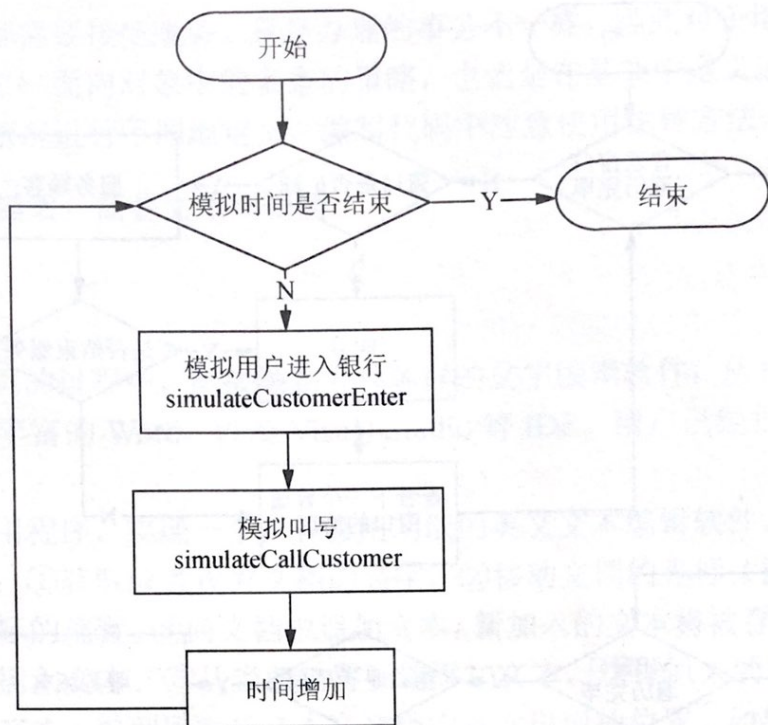 开始
模拟时间是否结束
Y
结束
N
模拟用户进入银行
simulateCustomerEnter
模拟叫号
simulateCallCustomer
时间增加